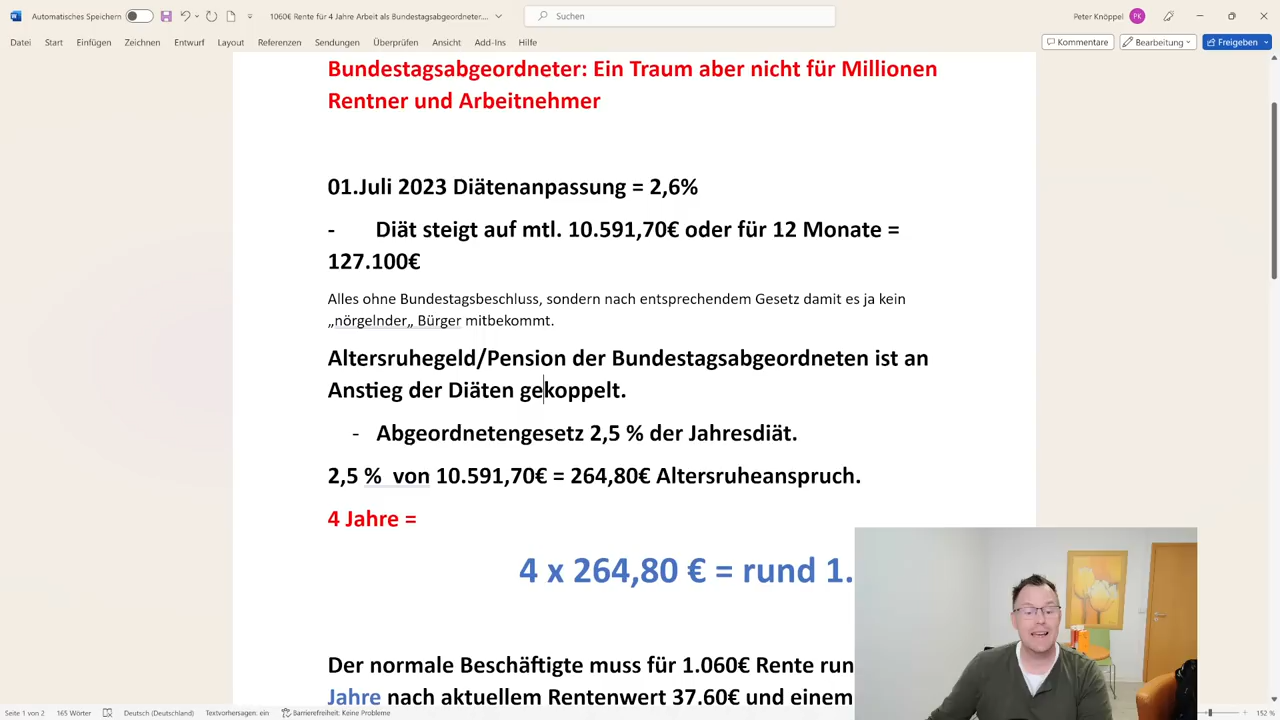 Automatisches Speichern
1060€ Rente für 4 Jahre Arbeit als Bundestagsabgeordneter....
Suchen
Peter Knöppel
PK
Datei Start Einfügen Zeichnen Entwurf Layout Referenzen Sendungen Überprüfen Ansicht Add-Ins Hilfe
Kommentare
Bearbeitung
Freigeben
Bundestagsabgeordneter: Ein Traum aber nicht für Millionen
Rentner und Arbeitnehmer
01.Juli 2023 Diätenanpassung = 2,6%
- Diät steigt auf mtl. 10.591,70€ oder für 12 Monate =
127.100€
Alles ohne Bundestagsbeschluss, sondern nach entsprechendem Gesetz damit es ja kein
„nörgelnder„ Bürger mitbekommt.
Altersruhegeld/Pension der Bundestagsabgeordneten ist an
Anstieg der Diäten gekoppelt.
- Abgeordnetengesetz 2,5 % der Jahresdiät.
2,5 % von 10.591,70€ = 264,80€ Altersruheanspruch.
4 Jahre =
4 x 264,80 € = rund 1.
Der normale Beschäftigte muss für 1.060€ Rente run
Jahre nach aktuellem Rentenwert 37.60€ und einem
Seite 1 von 2 165 Wörter Deutsch (Deutschland) Textvorhersagen: ein Barrierefreiheit: Keine Probleme
152 %